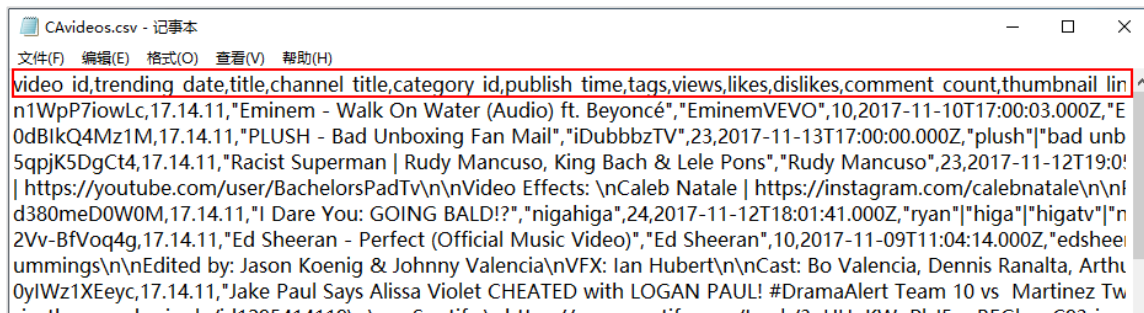 CAvideos.csv - 记事本
文件(F) 编辑(E) 格式(O) 查看(V) 帮助(H)
video_id,trending_date,title,channel_title,category_id,publish_time,tags,views,likes,dislikes,comment_count,thumbnail_lin
n1WpP7iowLc,17.14.11,"Eminem - Walk On Water (Audio) ft. Beyoncé","EminemVEVO",10,2017-11-10T17:00:03.000Z,"E
0dBIkQ4Mz1M,17.14.11,"PLUSH - Bad Unboxing Fan Mail","iDubbbzTV",23,2017-11-13T17:00:00.000Z,"plush"|"bad unb
5qpjK5DgCt4,17.14.11,"Racist Superman | Rudy Mancuso, King Bach & Lele Pons","Rudy Mancuso",23,2017-11-12T19:05:
| https://youtube.com/user/BachelorsPadTv\n\nVideo Effects: \nCaleb Natale | https://instagram.com/calebnatale\n\n
d380meD0W0M,17.14.11,"I Dare You: GOING BALD!?","nigahiga",24,2017-11-12T18:01:41.000Z,"ryan"|"higa"|"higatv"|"n
2Vv-BfVoq4g,17.14.11,"Ed Sheeran - Perfect (Official Music Video)","Ed Sheeran",10,2017-11-09T11:04:14.000Z,"edsheer
ummings\n\nEdited by: Jason Koenig & Johnny Valencia\nVFX: Ian Hubert\n\nCast: Bo Valencia, Dennis Ranalta, Arthu
0yIWz1XEeyc,17.14.11,"Jake Paul Says Alissa Violet CHEATED with LOGAN PAUL! #DramaAlert Team 10 vs  Martinez Tw